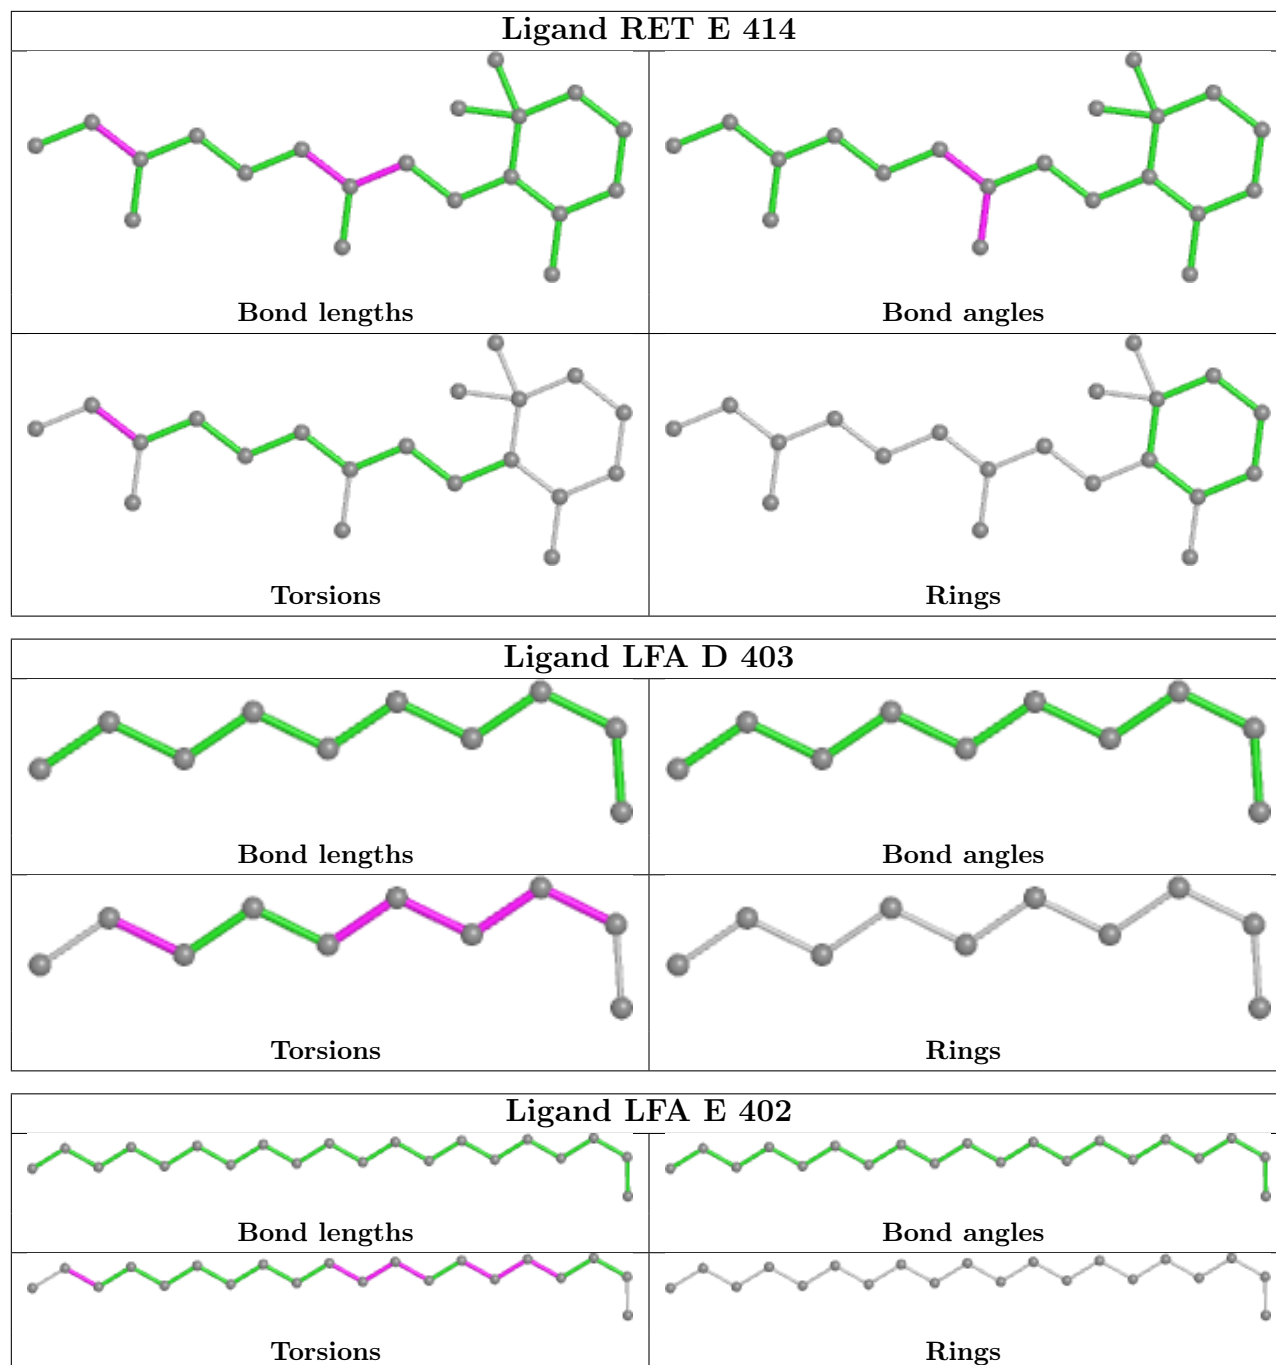 Ligand RET E 414
Bond lengths
Bond angles
Torsions
Rings
Ligand LFA D 403
Bond lengths
Bond angles
Torsions
Rings
Ligand LFA E 402
Bond lengths
Bond angles
Torsions
Rings